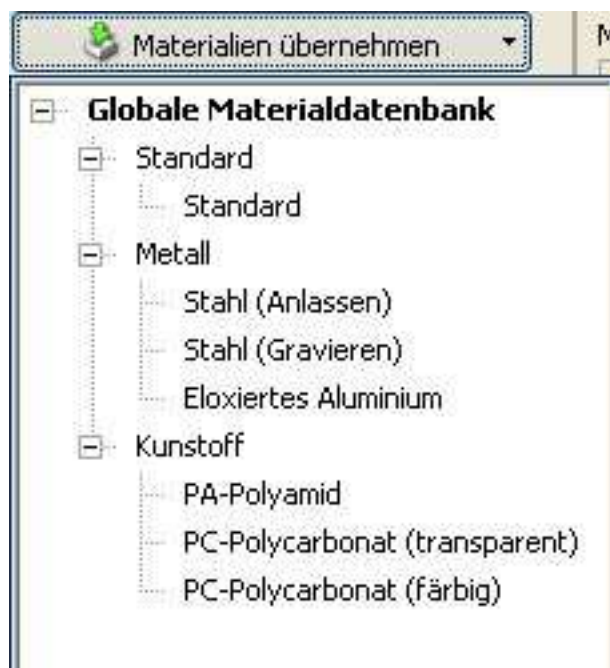 Materialien übernehmen
Globale Materialdatenbank
Standard
Standard
Metall
Stahl (Anlassen)
Stahl (Gravieren)
Eloxiertes Aluminium
Kunstoff
PA-Polyamid
PC-Polycarbonat (transparent)
PC-Polycarbonat (färbig)